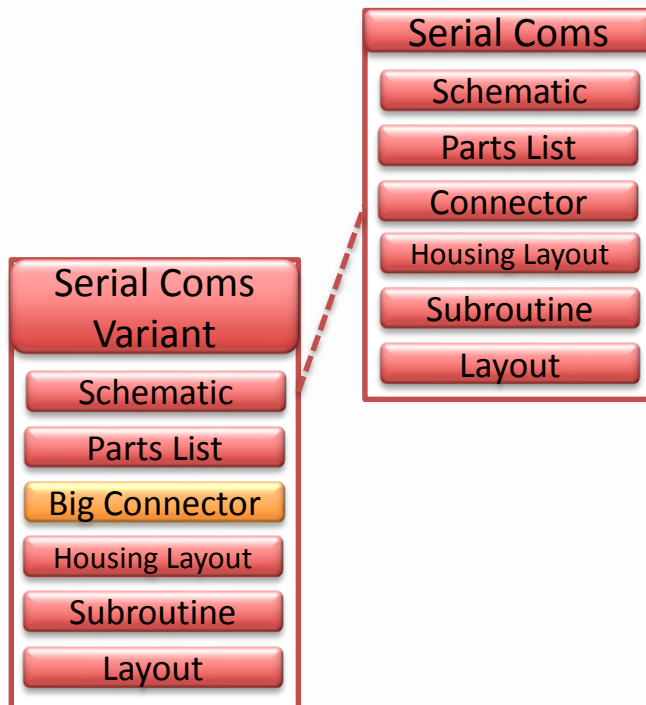 Serial Coms
Schematic
Parts List
Connector
Housing Layout
Subroutine
Layout
Serial Coms
Variant
Schematic
Parts List
Big Connector
Housing Layout
Subroutine
Layout